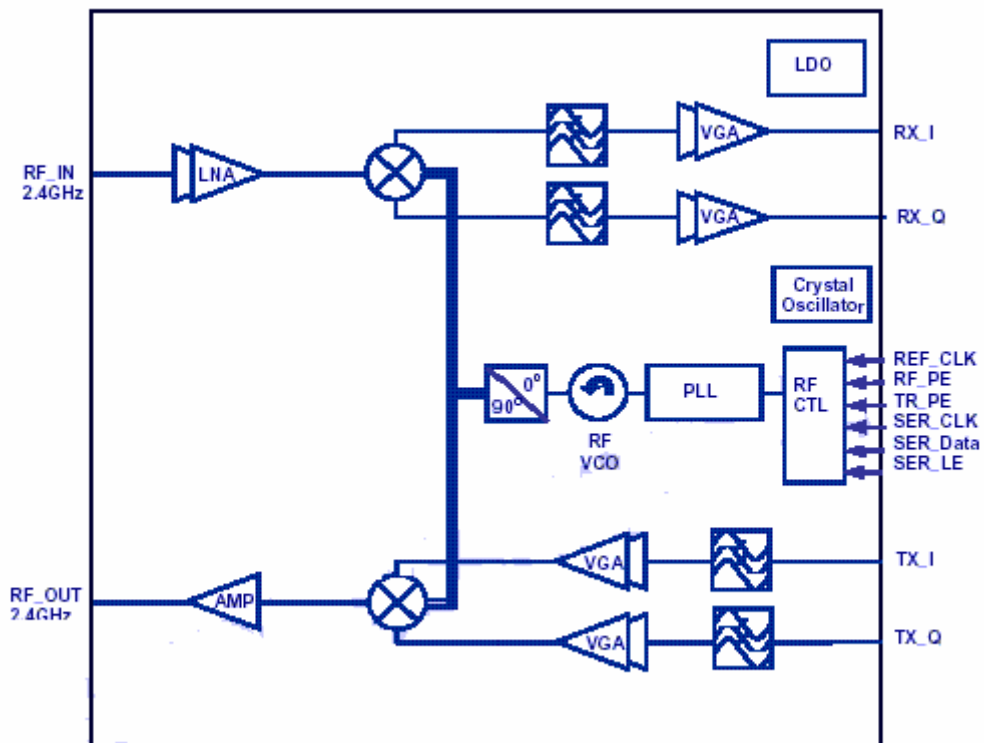 LDO
RX_I
VGA
RF_IN
2.4GHz
LNA
RX_Q
VGA
Crystal
Oscillator
REF_CLK
RF_PE
TR_PE
SER_CLK
SER_Data
SER_LE
RF
CTL
PLL
0°
90°
RF
VCO
TX_I
VGA
RF_OUT
2.4GHz
AMP
TX_Q
VGA